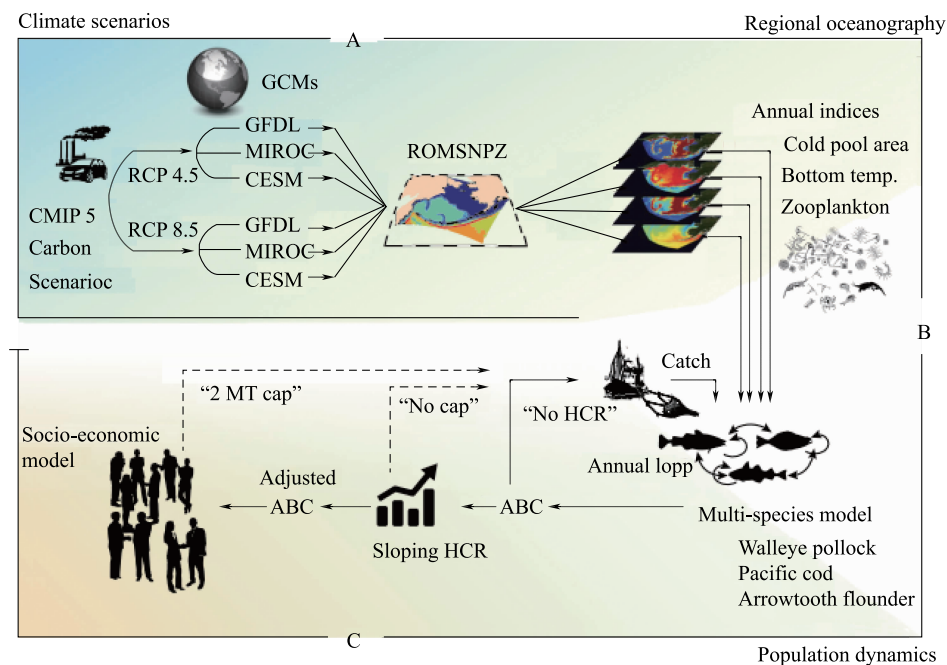 Climate scenarios
Regional oceanography
A
GCMs
GFDL
MIROC
CESM
RCP 4.5
CMIP 5
Carbon
Scenarioc
RCP 8.5
GFDL
MIROC
CESM
ROMSNPZ
Annual indices
Cold pool area
Bottom temp.
Zooplankton
B
Catch
“2 MT cap”
“No cap”
“No HCR”
Socio-economic
model
Annual lopp
Adjusted
ABC
ABC
Sloping HCR
Multi-species model
Walleye pollock
Pacific cod
Arrowtooth flounder
C
Population dynamics